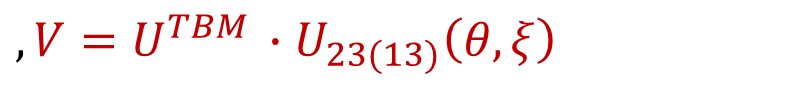 ,V = U^{TBM} · U_{23(13)}(θ,ξ)